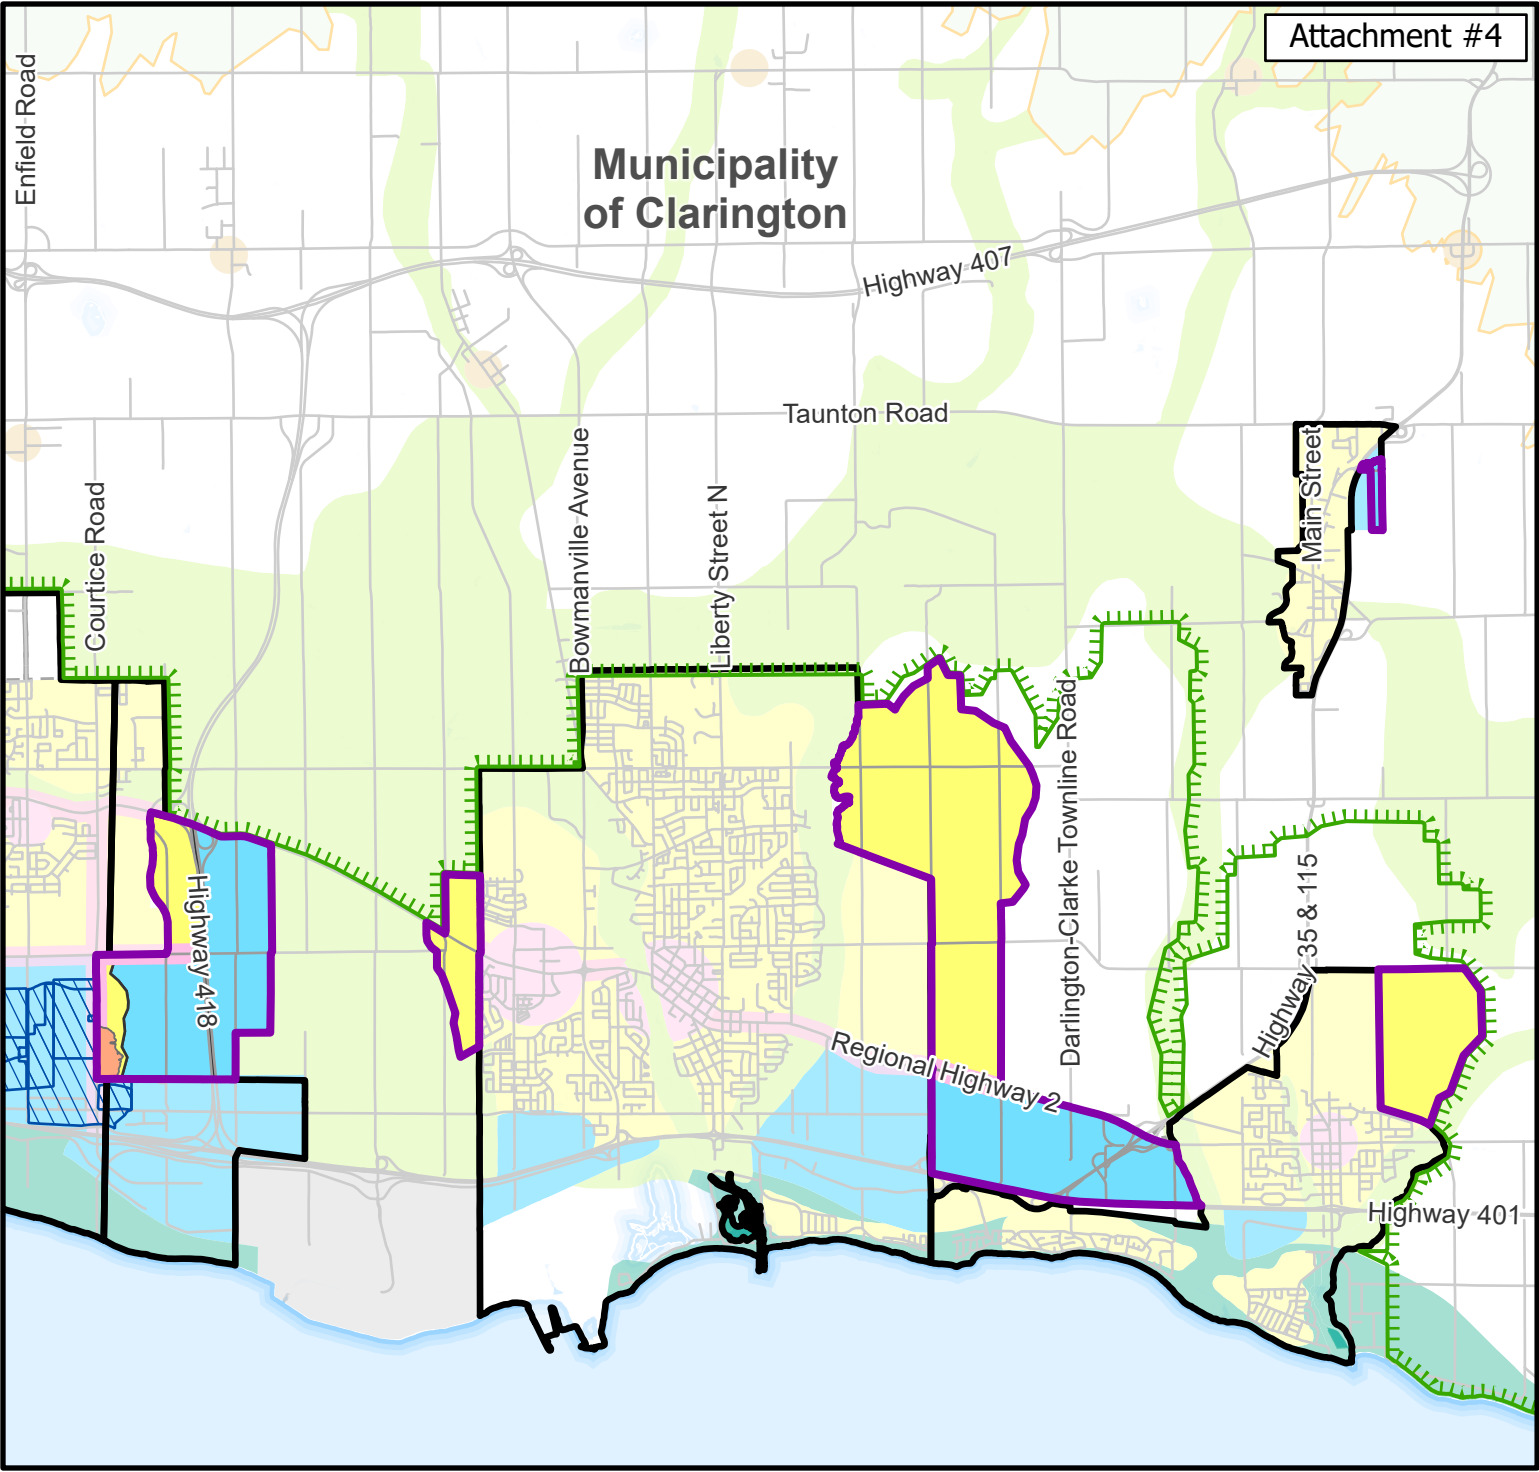 Attachment #4
Enfield Road
Municipality
of Clarington
Highway 407
Taunton Road
Courtice Road
Bowmanville Avenue
Liberty Street N
Main Street
Darlington-Clarke Townline Road
Highway 418
Highway 35 & 115
Regional Highway 2
Highway 401